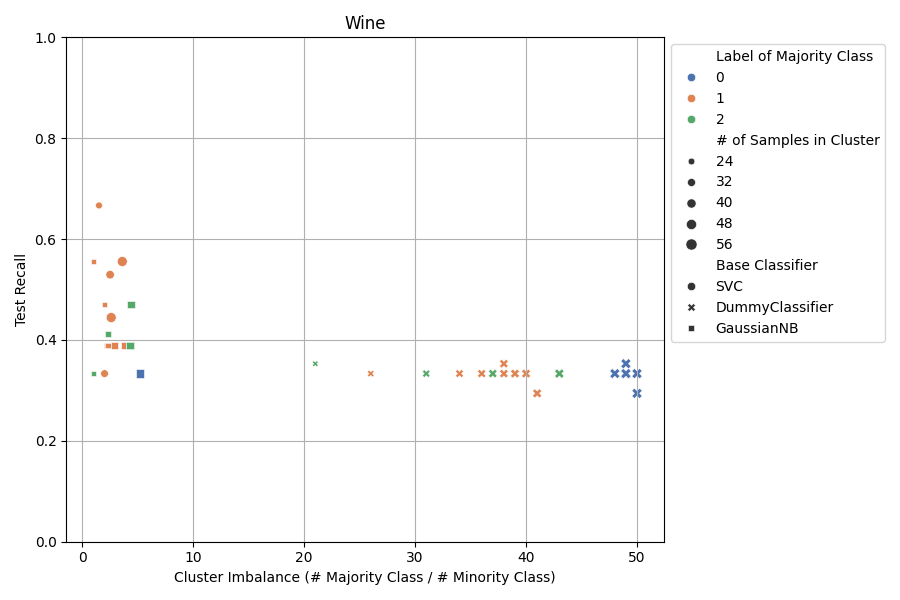 Wine
1.0
0.8
0.6
0.4
0.2
0.0
Test Recall
0
10
20
30
40
50
Cluster Imbalance (# Majority Class / # Minority Class)
Label of Majority Class
0
1
2
# of Samples in Cluster
24
32
40
48
56
Base Classifier
SVC
DummyClassifier
GaussianNB